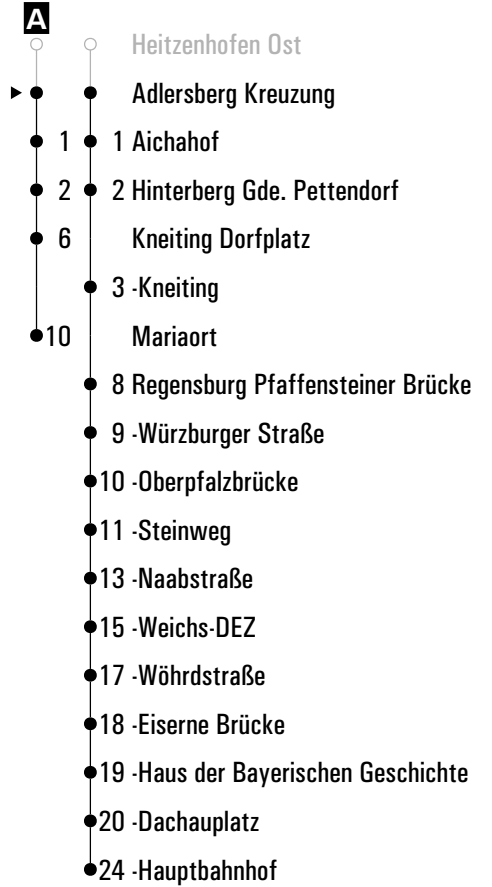 A
Heitzenhofen Ost
Adlersberg Kreuzung
1 1 Aichahof
2 2 Hinterberg Gde. Pettendorf
6 Kneiting Dorfplatz
3 -Kneiting
10 Mariaort
8 Regensburg Pfaffensteiner Brücke
9 -Würzburger Straße
10 -Oberpfalzbrücke
11 -Steinweg
13 -Naabstraße
15 -Weichs-DEZ
17 -Wöhrdstraße
18 -Eiserne Brücke
19 -Haus der Bayerischen Geschichte
20 -Dachauplatz
24 -Hauptbahnhof